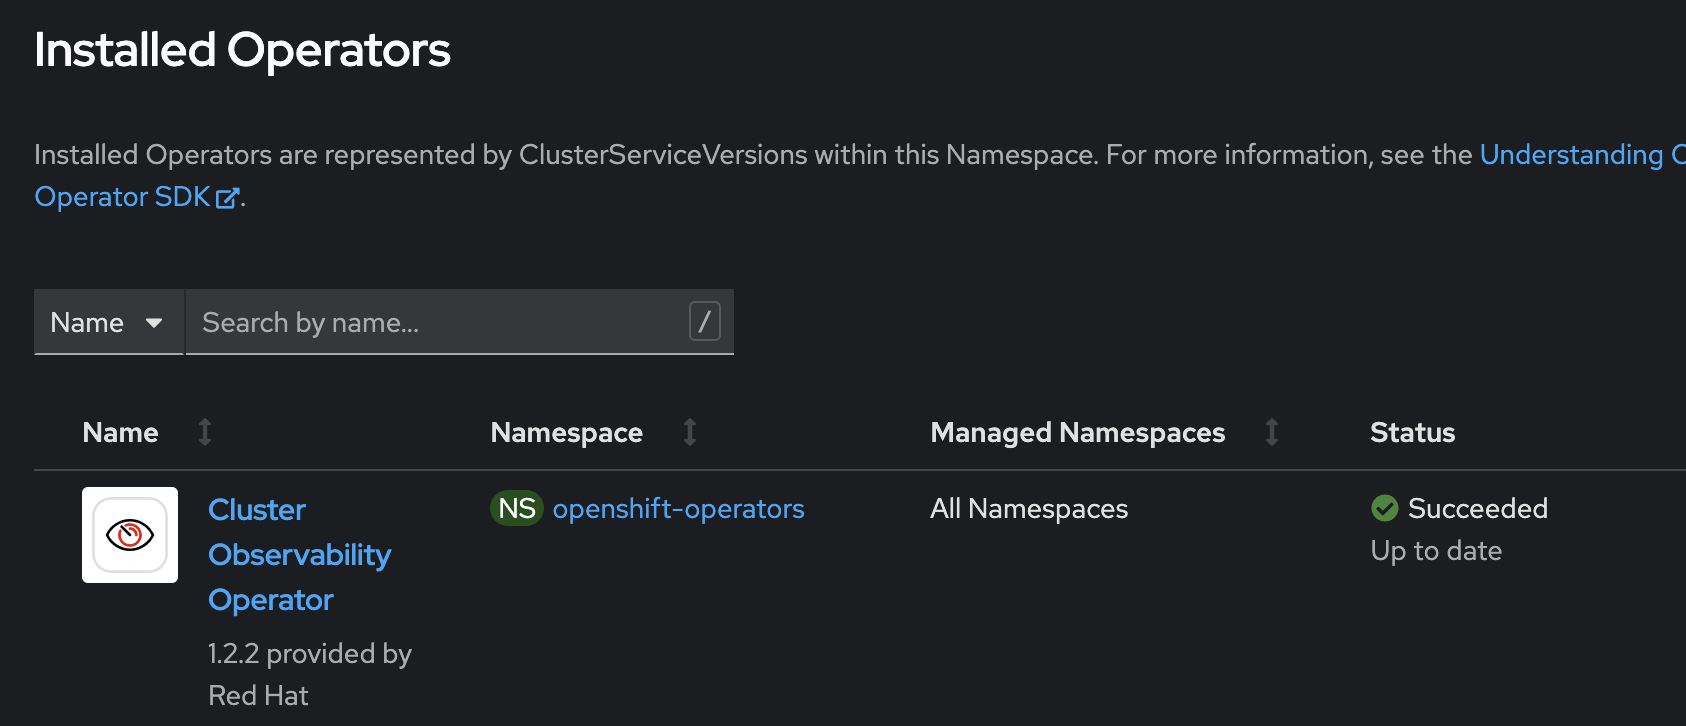 Installed Operators
Installed Operators are represented by ClusterServiceVersions within this Namespace. For more information, see the Understanding
Operator SDK.
Name
Search by name...
/
Name
Namespace
Managed Namespaces
Status
Cluster
Observability
Operator
1.2.2 provided by
Red Hat
NS openshift-operators
All Namespaces
Succeeded
Up to date